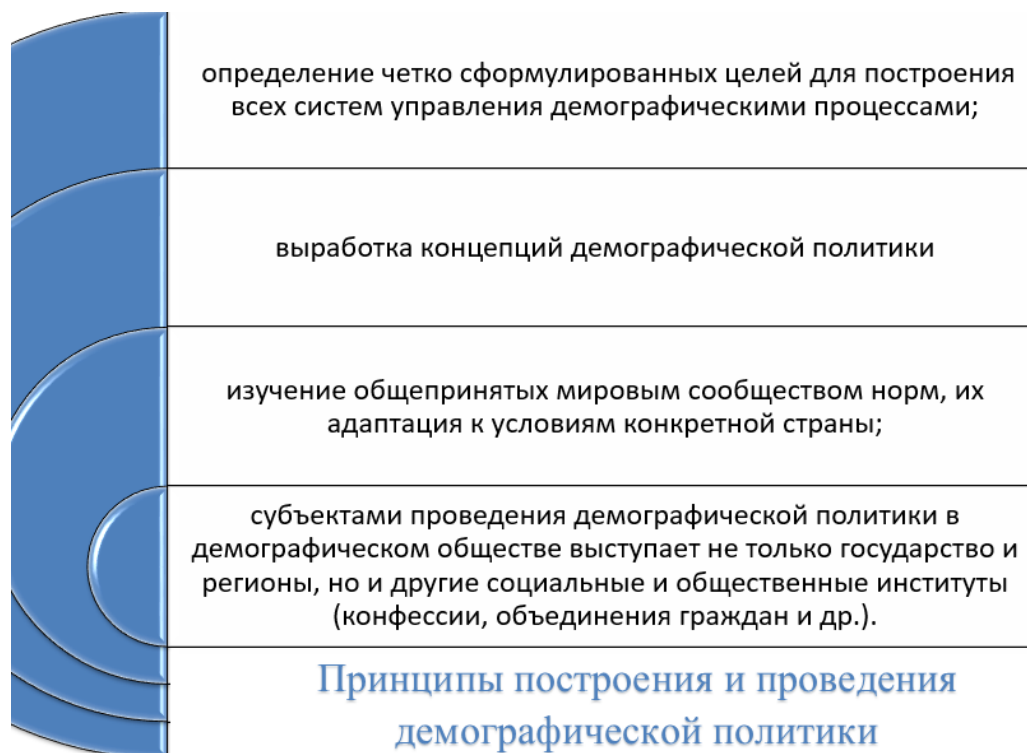 определение четко сформулированных целей для построения
всех систем управления демографическими процессами;
выработка концепций демографической политики
изучение общепринятых мировым сообществом норм, их
адаптация к условиям конкретной страны;
субъектами проведения демографической политики в
демографическом обществе выступает не только государство и
регионы, но и другие социальные и общественные институты
(конфессии, объединения граждан и др.).
Принципы построения и проведения
демографической политики